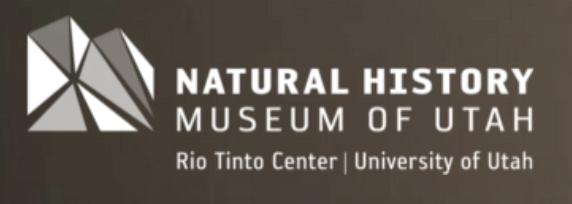 NATURAL HISTORY
MUSEUM OF UTAH
Rio Tinto Center | University of Utah